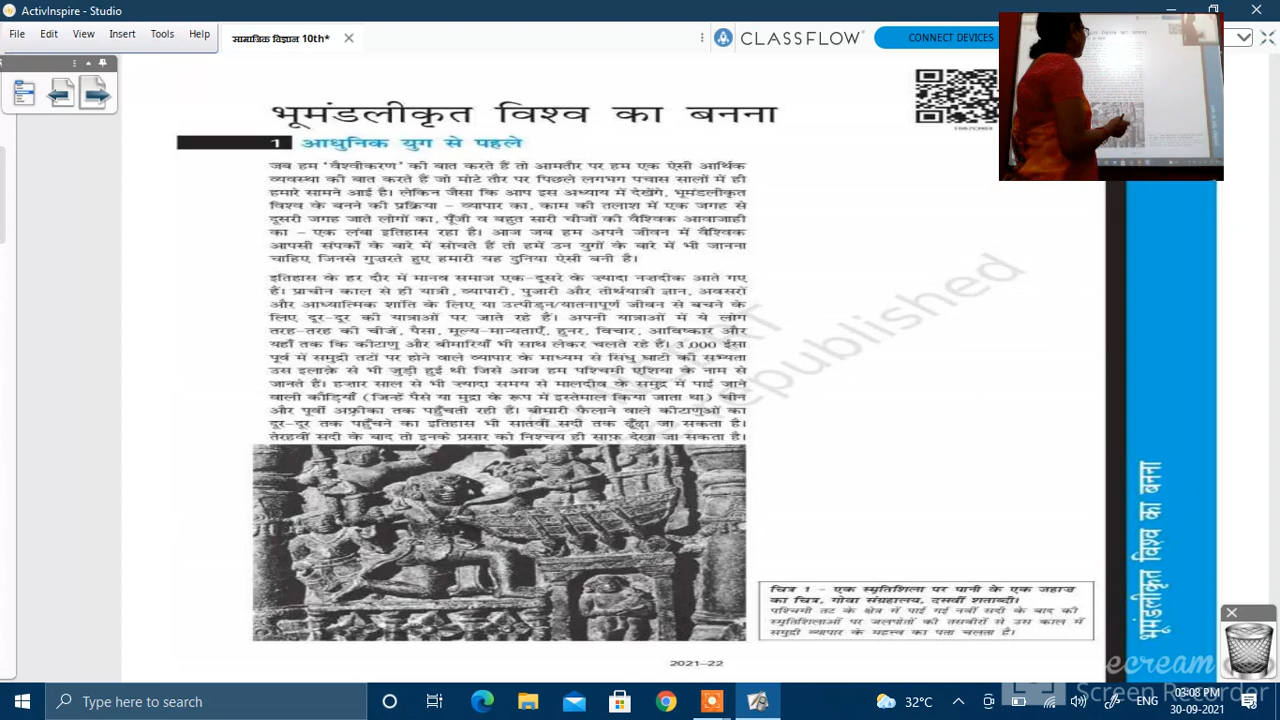 ActivInspire - Studio
File Edit View Insert Tools Help
सामाजिक विज्ञान 10th*
CLASSFLOW
CONNECT DEVICES
भूमंडलीकृत विश्व का बनना
1067CH03
1 आधुनिक युग से पहले
जब हम 'वैश्वीकरण' की बात करते हैं तो आमतौर पर हम एक ऐसी आर्थिक
व्यवस्था की बात करते हैं जो मोटे तौर पर पिछले लगभग पचास सालों में ही
हमारे सामने आई है। लेकिन जैसा कि आप इस अध्याय में देखेंगे, भूमंडलीकृत
विश्व के बनने की प्रक्रिया – व्यापार का, काम की तलाश में एक जगह से
दूसरी जगह जाते लोगों का, पूँजी व बहुत सारी चीजों की वैश्विक आवाजाही
का – एक लंबा इतिहास रहा है। आज जब हम अपने जीवन में वैश्विक
आपसी संपर्कों के बारे में सोचते हैं तो हमें उन युगों के बारे में भी जानना
चाहिए जिनसे गुज़रते हुए हमारी यह दुनिया ऐसी बनी है।
इतिहास के हर दौर में मानव समाज एक-दूसरे के ज्यादा नज़दीक आते गए
हैं। प्राचीन काल से ही यात्री, व्यापारी, पुजारी और तीर्थयात्री ज्ञान, अवसरों
और आध्यात्मिक शांति के लिए या उत्पीड़न/यातनापूर्ण जीवन से बचने के
लिए दूर-दूर की यात्राओं पर जाते रहे हैं। अपनी यात्राओं में ये लोग
तरह-तरह की चीजें, पैसा, मूल्य-मान्यताएँ, हुनर, विचार, आविष्कार और
यहाँ तक कि कीटाणु और बीमारियाँ भी साथ लेकर चलते रहे हैं। 3,000 ईसा
पूर्व में समुद्री तटों पर होने वाले व्यापार के माध्यम से सिंधु घाटी की सभ्यता
उस इलाक़े से भी जुड़ी हुई थी जिसे आज हम पश्चिमी एशिया के नाम से
जानते हैं। हज़ार साल से भी ज्यादा समय से मालदीव के समुद्र में पाई जाने
वाली कौड़ियाँ (जिन्हें पैसे या मुद्रा के रूप में इस्तेमाल किया जाता था) चीन
और पूर्वी अफ़्रीका तक पहुँचती रही हैं। बीमारी फैलाने वाले कीटाणुओं का
दूर-दूर तक पहुँचने का इतिहास भी सातवीं सदी तक ढूँढ़ा जा सकता है।
तेरहवीं सदी के बाद तो इनके प्रसार को निश्चय ही साफ़ देखा जा सकता है।
republished
चित्र 1 – एक स्मृतिशिला पर पानी के एक जहाज़
का चित्र, गोवा संग्रहालय, दसवीं शताब्दी।
पश्चिमी तट के क्षेत्र में पाई गई नवीं सदी के बाद की
स्मृतिशिलाओं पर जलपोतों की तसवीरों से उस काल में
समुद्री व्यापार के महत्त्व का पता चलता है।
2021–22
भूमंडलीकृत विश्व का बनना
Screen Recorder
Type here to search
32°C
ENG
03:08 PM
30-09-2021